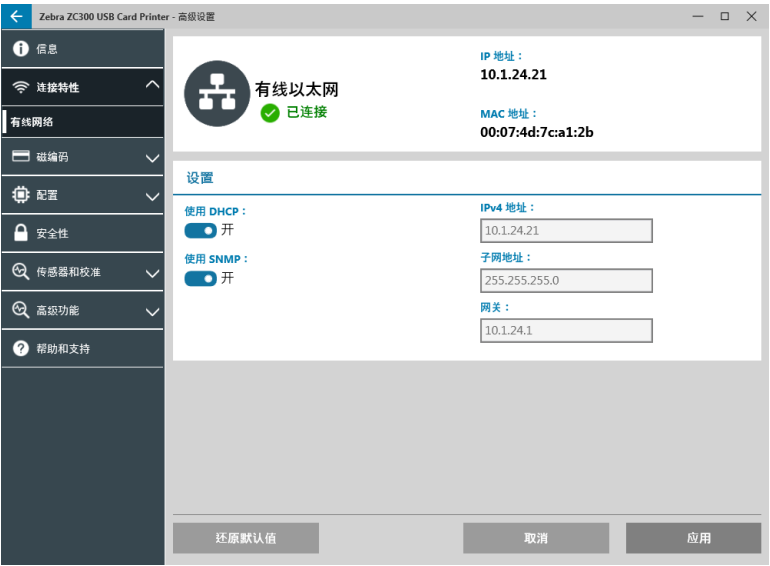 Zebra ZC300 USB Card Printer - 高级设置
信息
连接特性
有线网络
磁编码
配置
安全性
传感器和校准
高级功能
帮助和支持
有线以太网
已连接
IP 地址：
10.1.24.21
MAC 地址：
00:07:4d:7c:a1:2b
设置
使用 DHCP：
开
使用 SNMP：
开
IPv4 地址：
10.1.24.21
子网地址：
255.255.255.0
网关：
10.1.24.1
还原默认值
取消
应用